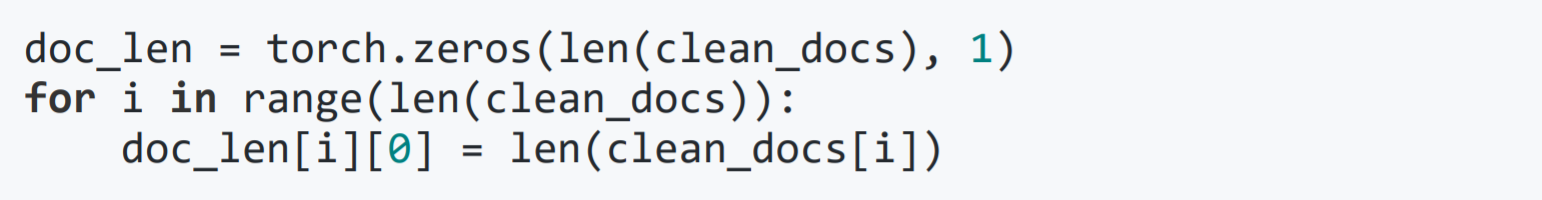 doc_len = torch.zeros(len(clean_docs), 1)
for i in range(len(clean_docs)):
    doc_len[i][0] = len(clean_docs[i])